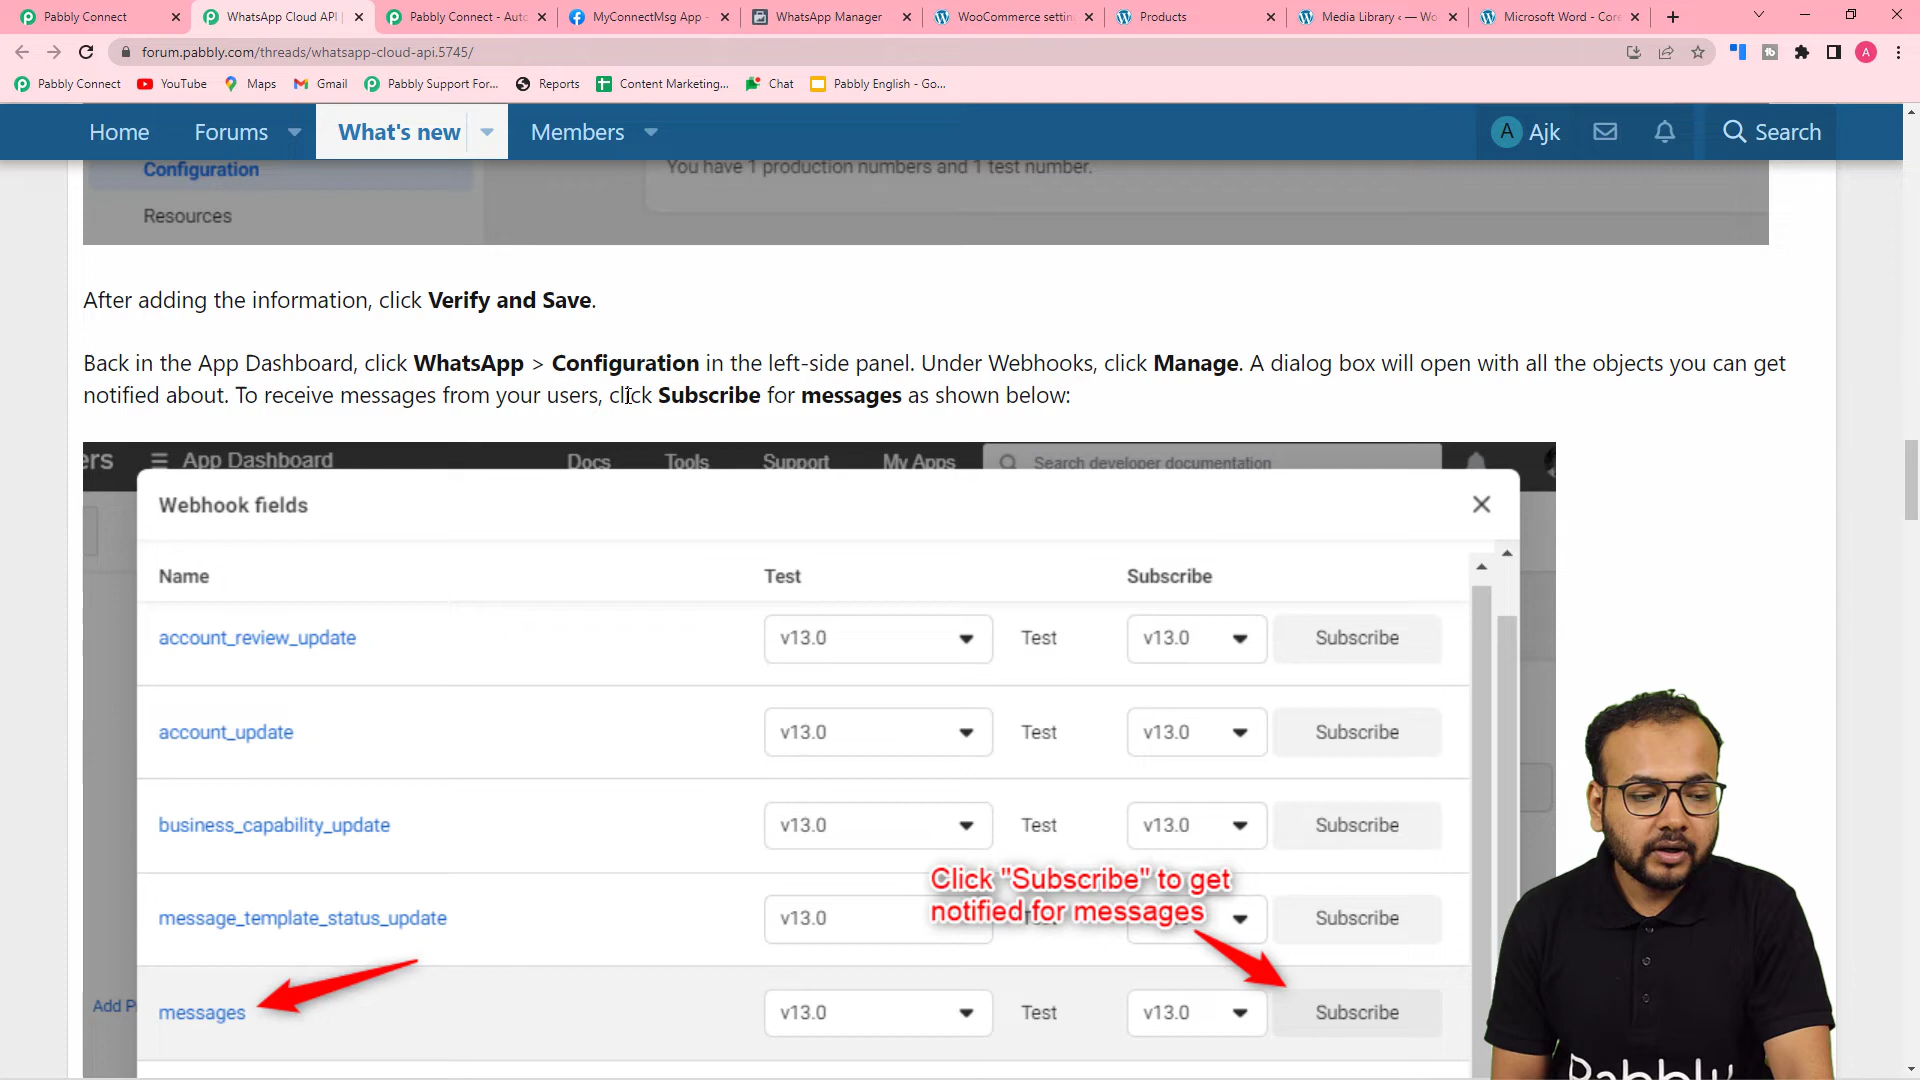 Pabbly Connect
WhatsApp Cloud API |
Pabbly Connect - Auto
MyConnectMsg App -
WhatsApp Manager
WooCommerce settin
Products
Media Library ‹ — Wo
Microsoft Word - Core
forum.pabbly.com/threads/whatsapp-cloud-api.5745/
A
Pabbly Connect
YouTube
Maps
Gmail
Pabbly Support For...
Reports
Content Marketing...
Chat
Pabbly English - Go...
Home
Forums
What's new
Members
A Ajk
Search
Configuration
Resources
You have 1 production numbers and 1 test number.
After adding the information, click Verify and Save.
Back in the App Dashboard, click WhatsApp > Configuration in the left-side panel. Under Webhooks, click Manage. A dialog box will open with all the objects you can get
notified about. To receive messages from your users, click Subscribe for messages as shown below:
ers
App Dashboard
Docs
Tools
Support
My Apps
Search developer documentation
Webhook fields
Name
Test
Subscribe
account_review_update
v13.0
Test
v13.0
Subscribe
account_update
v13.0
Test
v13.0
Subscribe
business_capability_update
v13.0
Test
v13.0
Subscribe
Click "Subscribe" to get
notified for messages
message_template_status_update
v13.0
Subscribe
Add P
messages
v13.0
Test
v13.0
Subscribe
Pabbly